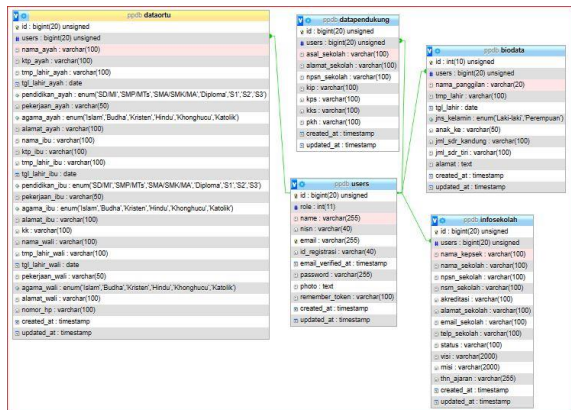 ppdb dataortu
id : bigint(20) unsigned
users : bigint(20) unsigned
nama_ayah : varchar(100)
ktp_ayah : varchar(100)
tmp_lahir_ayah : varchar(100)
tgl_lahir_ayah : date
pendidikan_ayah : enum('SD/MI','SMP/MTs','SMA/SMK/MA','Diploma','S1','S2','S3')
pekerjaan_ayah : varchar(50)
agama_ayah : enum('Islam','Budha','Kristen','Hindu','Khonghucu','Katolik')
alamat_ayah : varchar(100)
nama_ibu : varchar(100)
ktp_ibu : varchar(100)
tmp_lahir_ibu : varchar(100)
tgl_lahir_ibu : date
pendidikan_ibu : enum('SD/MI','SMP/MTs','SMA/SMK/MA','Diploma','S1','S2','S3')
pekerjaan_ibu : varchar(50)
agama_ibu : enum('Islam','Budha','Kristen','Hindu','Khonghucu','Katolik')
alamat_ibu : varchar(100)
kk : varchar(100)
nama_wali : varchar(100)
tmp_lahir_wali : varchar(100)
tgl_lahir_wali : date
pekerjaan_wali : varchar(50)
agama_wali : enum('Islam','Budha','Kristen','Hindu','Khonghucu','Katolik')
alamat_wali : varchar(100)
nomor_hp : varchar(100)
created_at : timestamp
updated_at : timestamp
ppdb datapendukung
id : bigint(20) unsigned
users : bigint(20) unsigned
asal_sekolah : varchar(100)
alamat_sekolah : varchar(100)
npsn_sekolah : varchar(100)
kip : varchar(100)
kps : varchar(100)
kks : varchar(100)
pkh : varchar(100)
created_at : timestamp
updated_at : timestamp
ppdb users
id : bigint(20) unsigned
role : int(11)
name : varchar(255)
nisn : varchar(40)
email : varchar(255)
id_registrasi : varchar(40)
email_verified_at : timestamp
password : varchar(255)
photo : text
remember_token : varchar(100)
created_at : timestamp
updated_at : timestamp
ppdb biodata
id : int(10) unsigned
users : bigint(20) unsigned
nama_panggilan : varchar(20)
tmp_lahir : varchar(100)
tgl_lahir : date
jns_kelamin : enum('Laki-laki','Perempuan')
anak_ke : varchar(50)
jml_sdr_kandung : varchar(100)
jml_sdr_tiri : varchar(100)
alamat : text
created_at : timestamp
updated_at : timestamp
ppdb infosekolah
id : bigint(20) unsigned
users : bigint(20) unsigned
nama_kepsek : varchar(100)
nama_sekolah : varchar(100)
npsn_sekolah : varchar(100)
nsm_sekolah : varchar(100)
akreditasi : varchar(100)
alamat_sekolah : varchar(100)
email_sekolah : varchar(100)
telp_sekolah : varchar(100)
status : varchar(100)
visi : varchar(2000)
misi : varchar(2000)
thn_ajaran : varchar(255)
created_at : timestamp
updated_at : timestamp